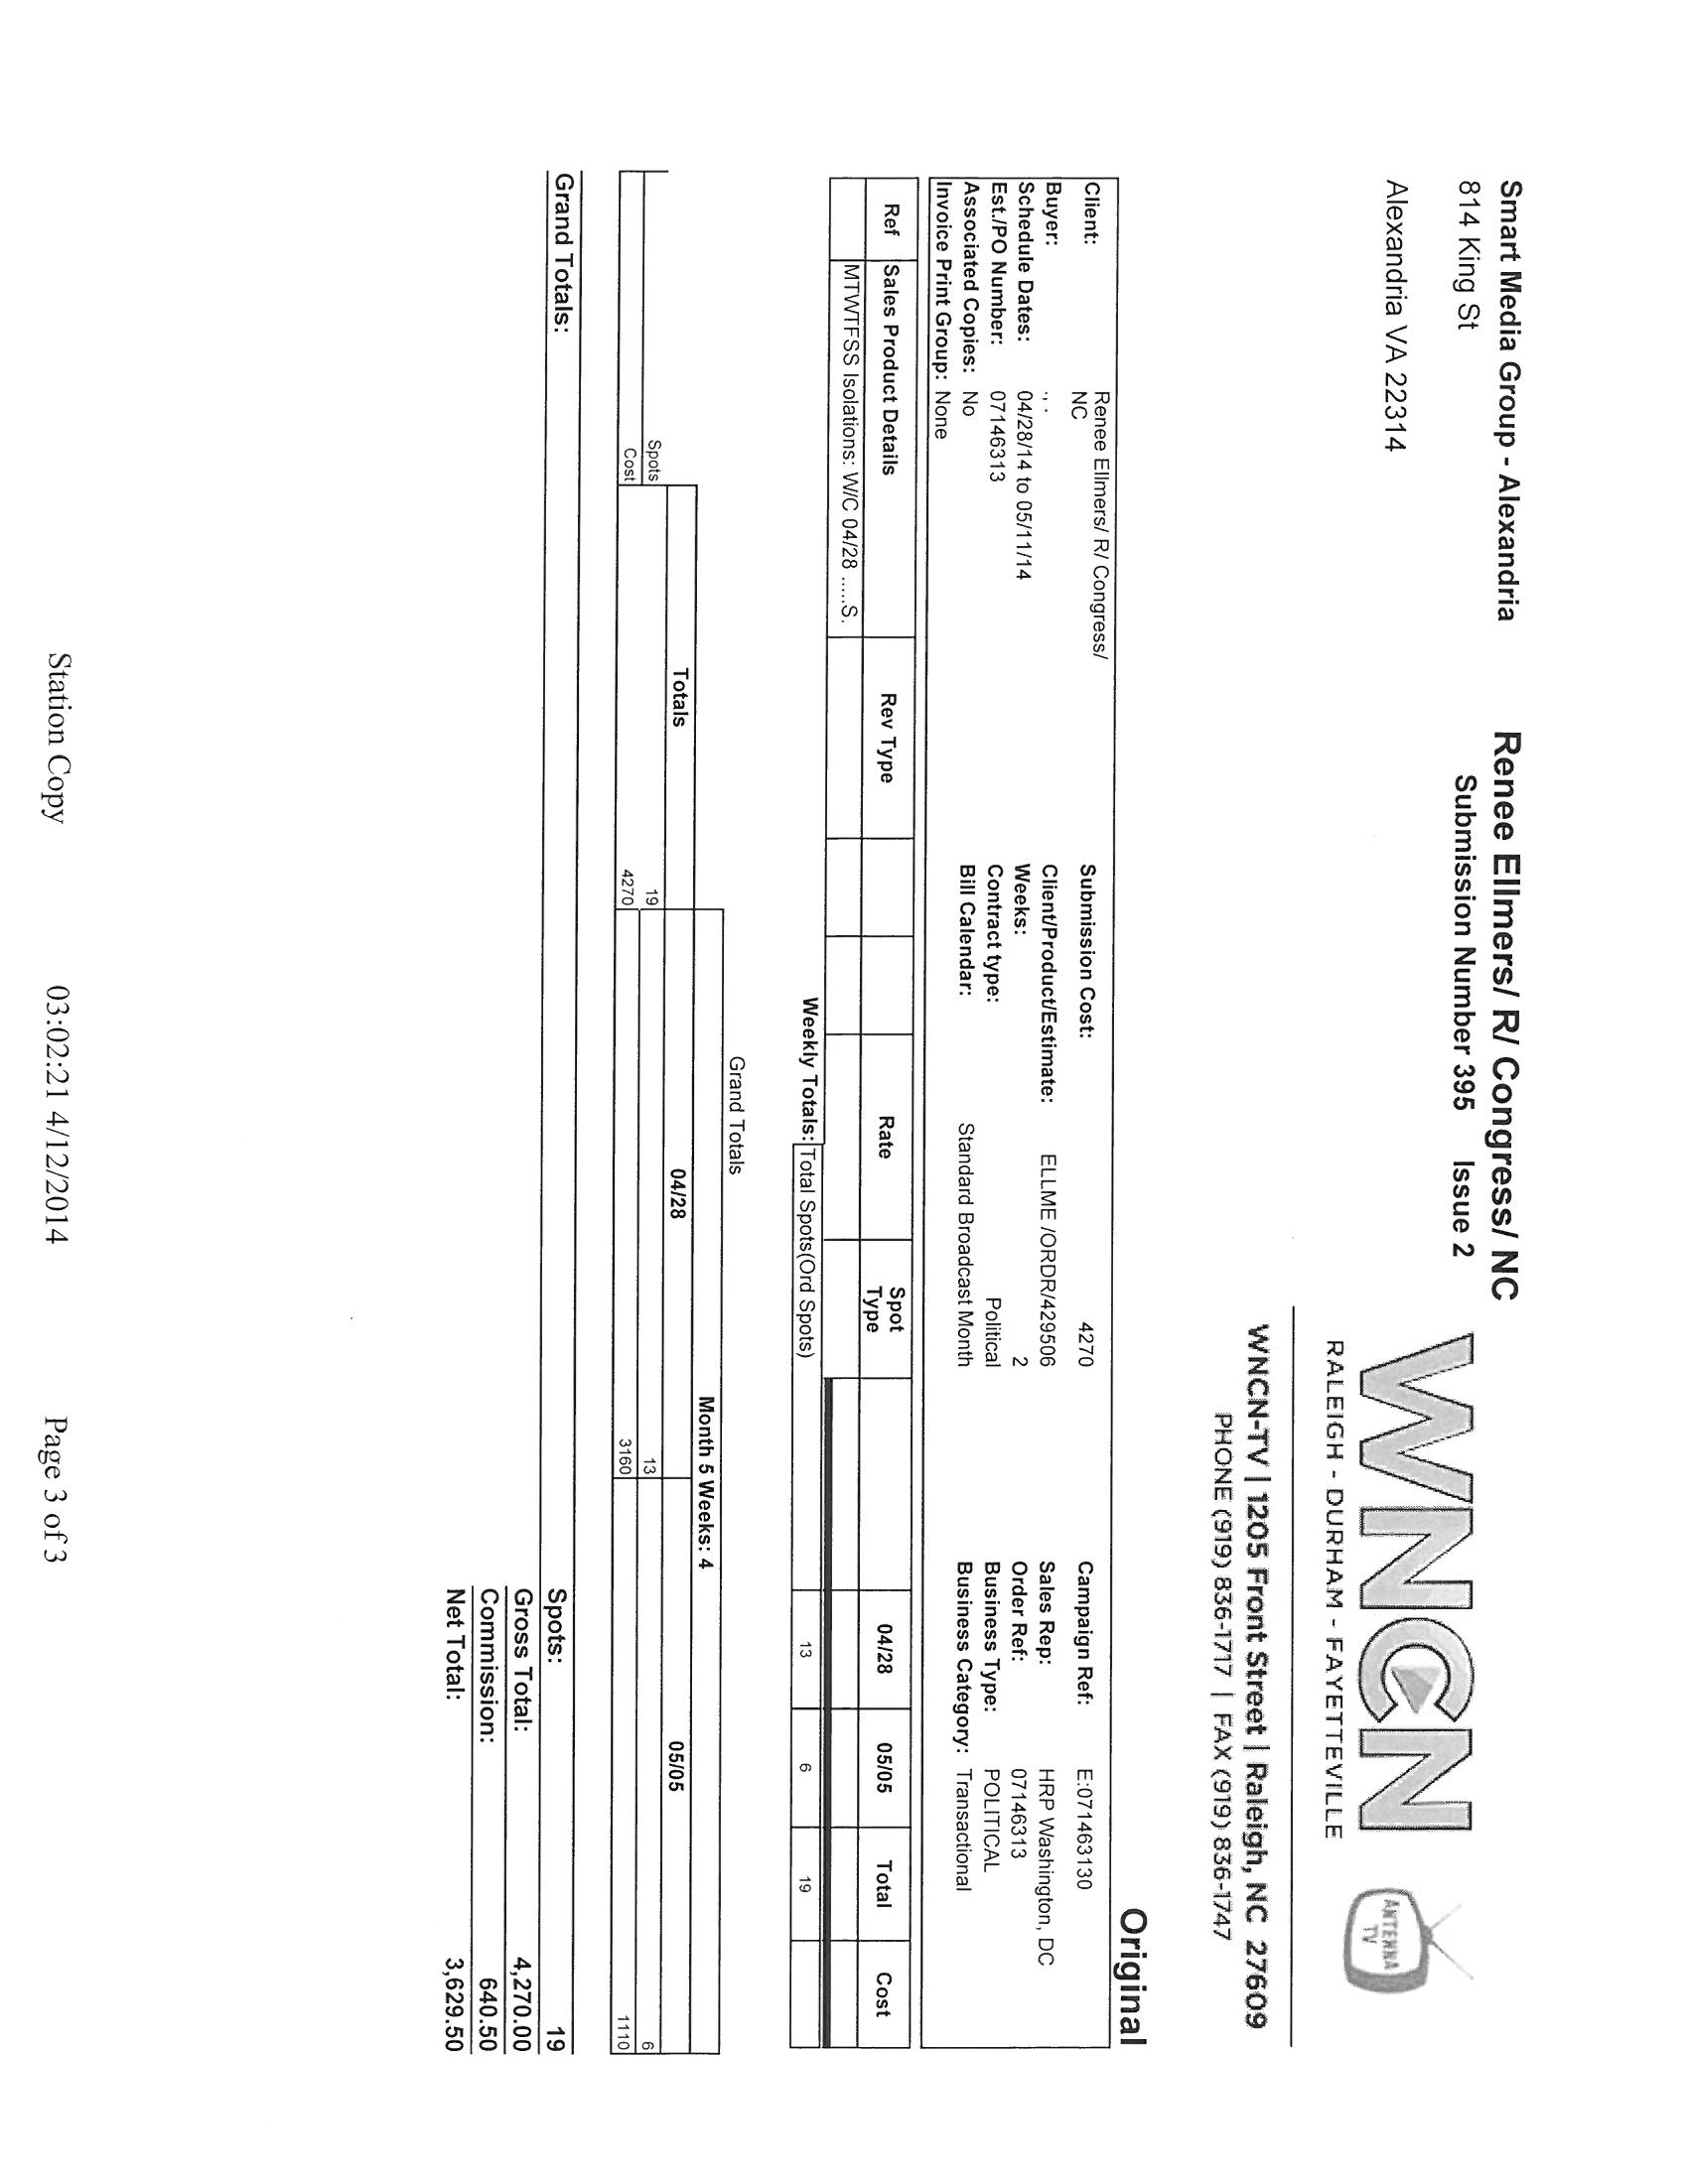 Smart Media Group - Alexandria
814 King St
Alexandria VA 22314
Renee Ellmers/ R/ Congress/ NC
Submission Number 395 Issue 2
WNCN
RALEIGH - DURHAM - FAYETTEVILLE
ANTENNA TV
WNCN-TV | 1205 Front Street | Raleigh, NC 27609
PHONE (919) 836-1717 | FAX (919) 836-1747
Original
Client: Renee Ellmers/ R/ Congress/ NC Submission Cost: 4270 Campaign Ref: E:071463130
Buyer: ., . Client/Product/Estimate: ELLME /ORDR/429506 Sales Rep: HRP Washington, DC
Schedule Dates: 04/28/14 to 05/11/14 Weeks: 2 Order Ref: 07146313
Est./PO Number: 07146313 Contract type: Political Business Type: POLITICAL
Associated Copies: No Bill Calendar: Standard Broadcast Month Business Category: Transactional
Invoice Print Group: None
Ref Sales Product Details Rev Type Rate Spot Type 04/28 05/05 Total Cost
MTWTFSS Isolations: W/C 04/28 .....S.
Weekly Totals: Total Spots(Ord Spots) 13 6 19
Grand Totals
Month 5 Weeks: 4
Totals 04/28 05/05
Spots 19 13 6
Cost 4270 3160 1110
Grand Totals: Spots: 19
Gross Total: 4,270.00
Commission: 640.50
Net Total: 3,629.50
Station Copy 03:02:21 4/12/2014 Page 3 of 3